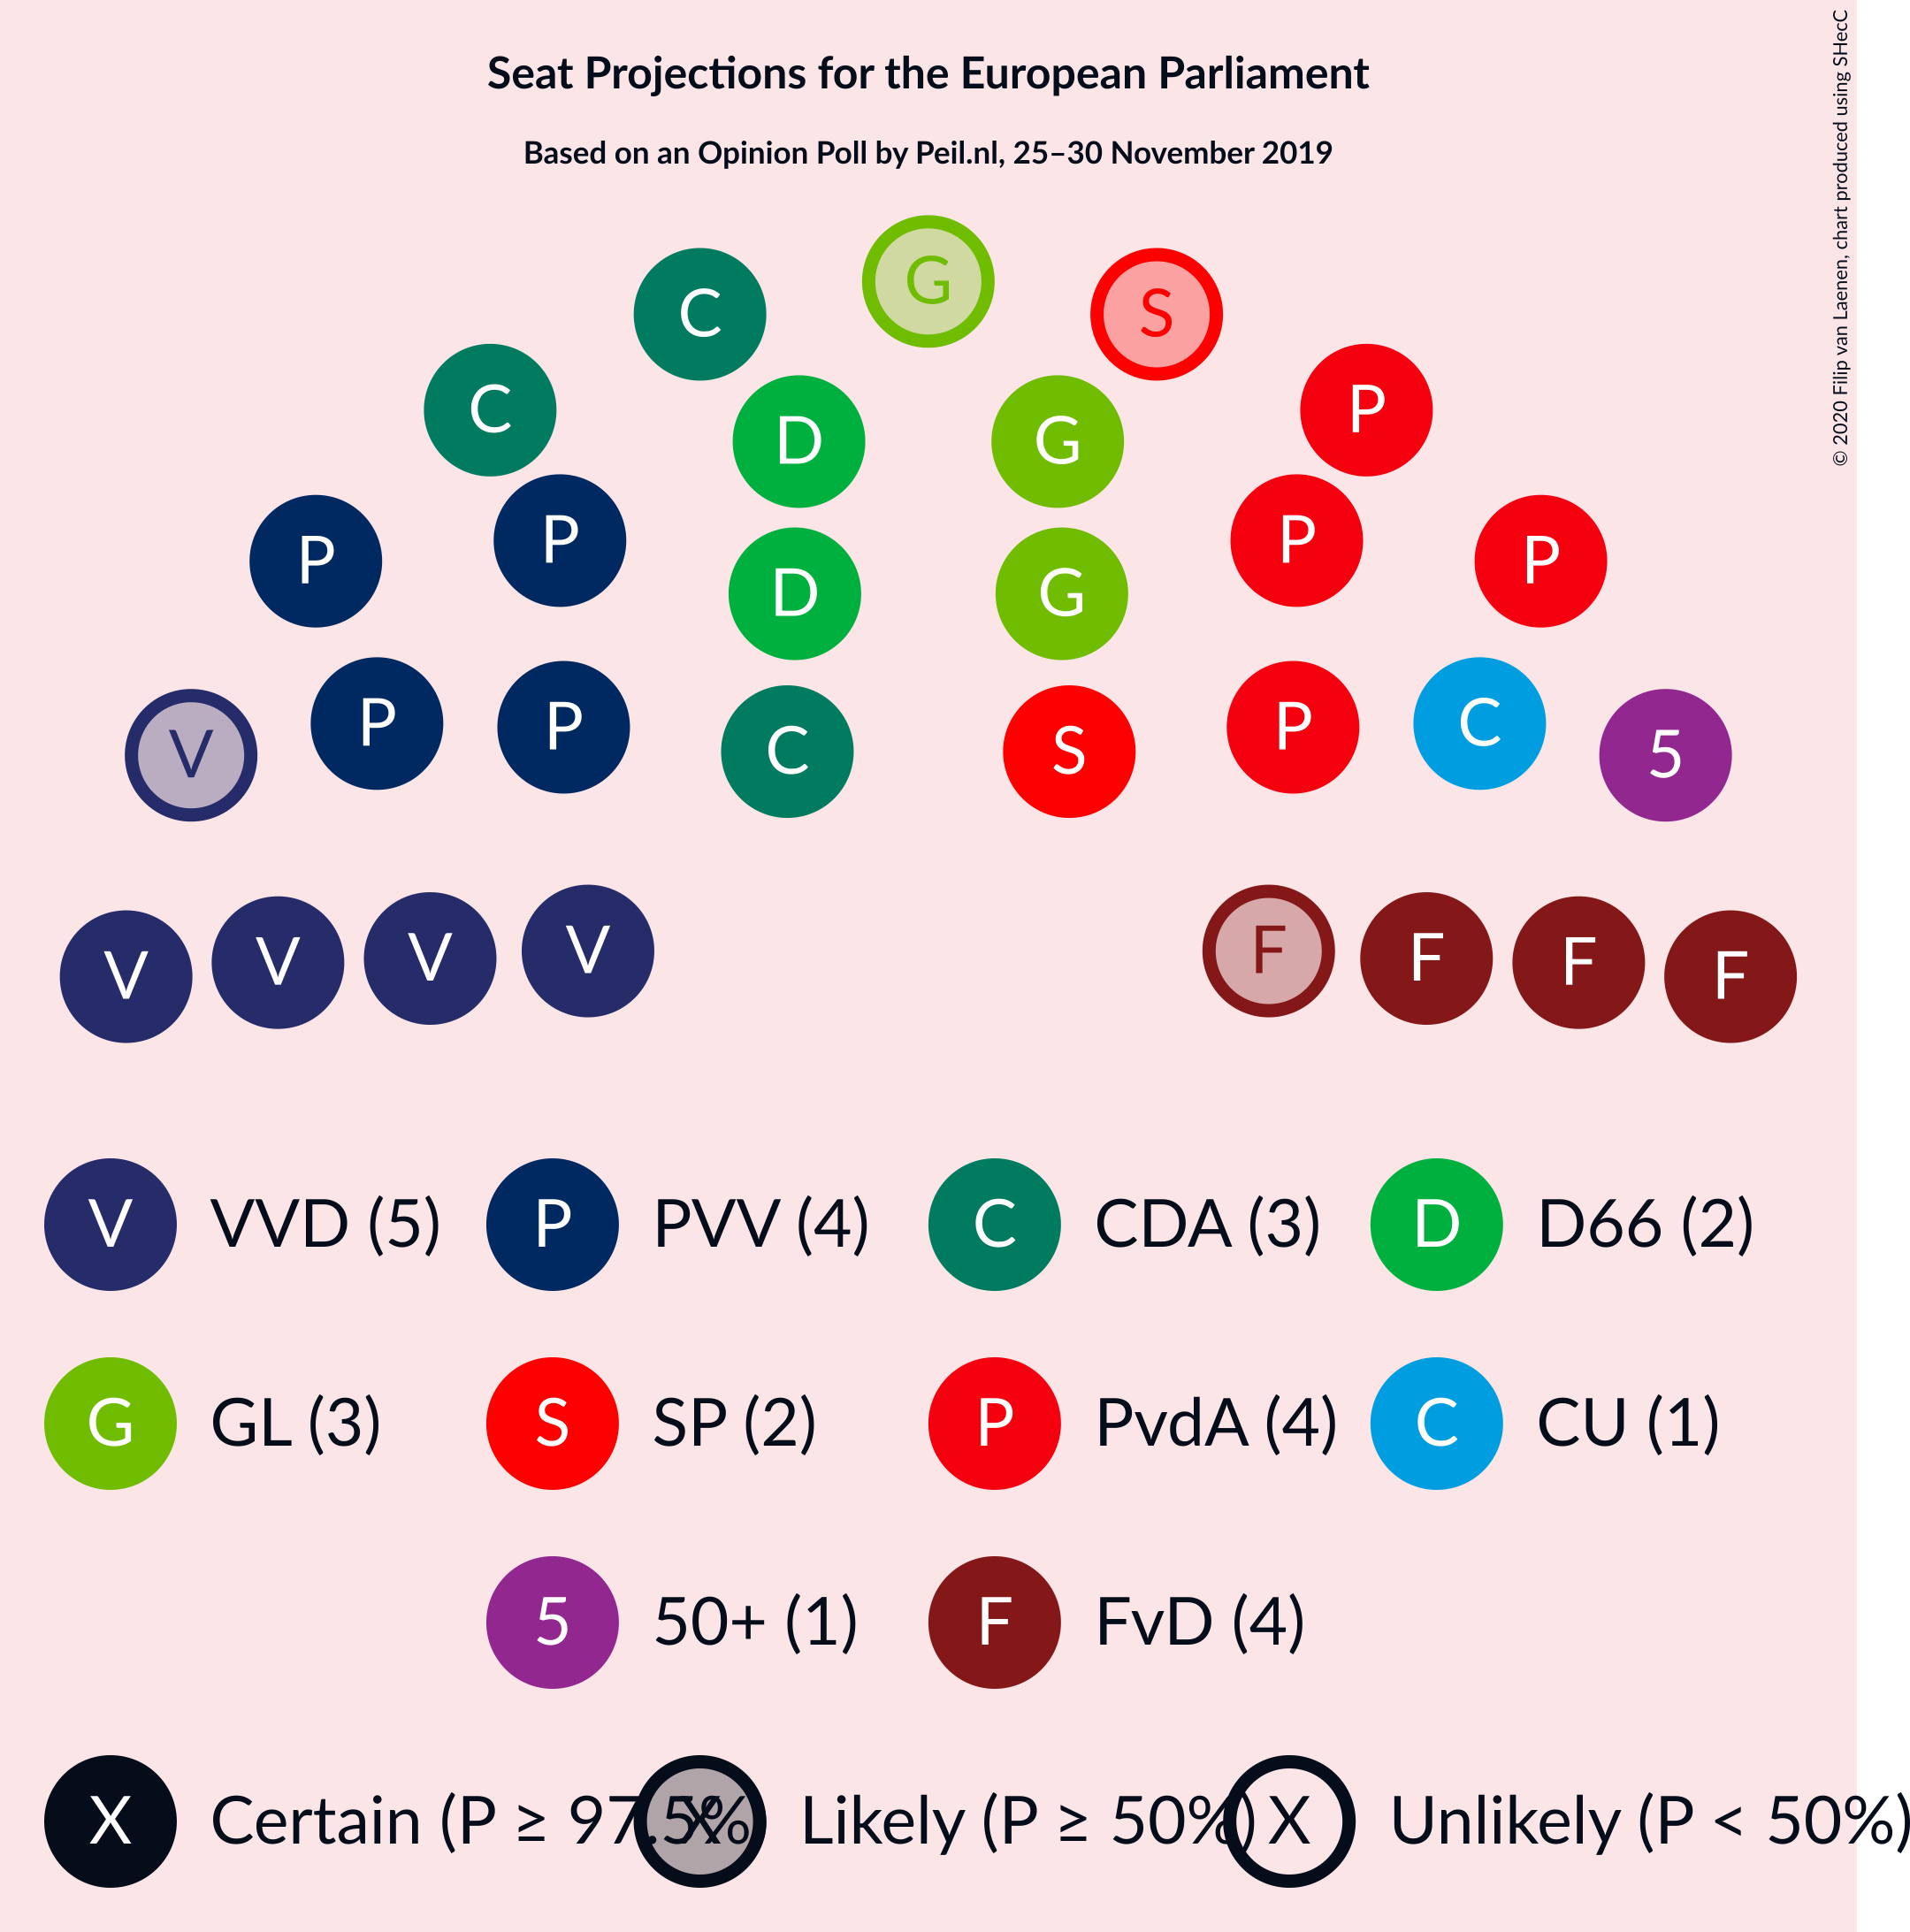 Seat Projections for the European Parliament
Based on an Opinion Poll by Peil.nl, 25–30 November 2019
© 2020 Filip van Laenen, chart produced using SHecC
G
C S
C P
D G
P P P P
D G
V P P C S P C 5
V V V V F F F F
V VVD (5) P PVV (4) C CDA (3) D D66 (2)
G GL (3) S SP (2) P PvdA (4) C CU (1)
5 50+ (1) F FvD (4)
X Certain (P ≥ 97.5% X Likely (P ≥ 50%) X Unlikely (P < 50%)